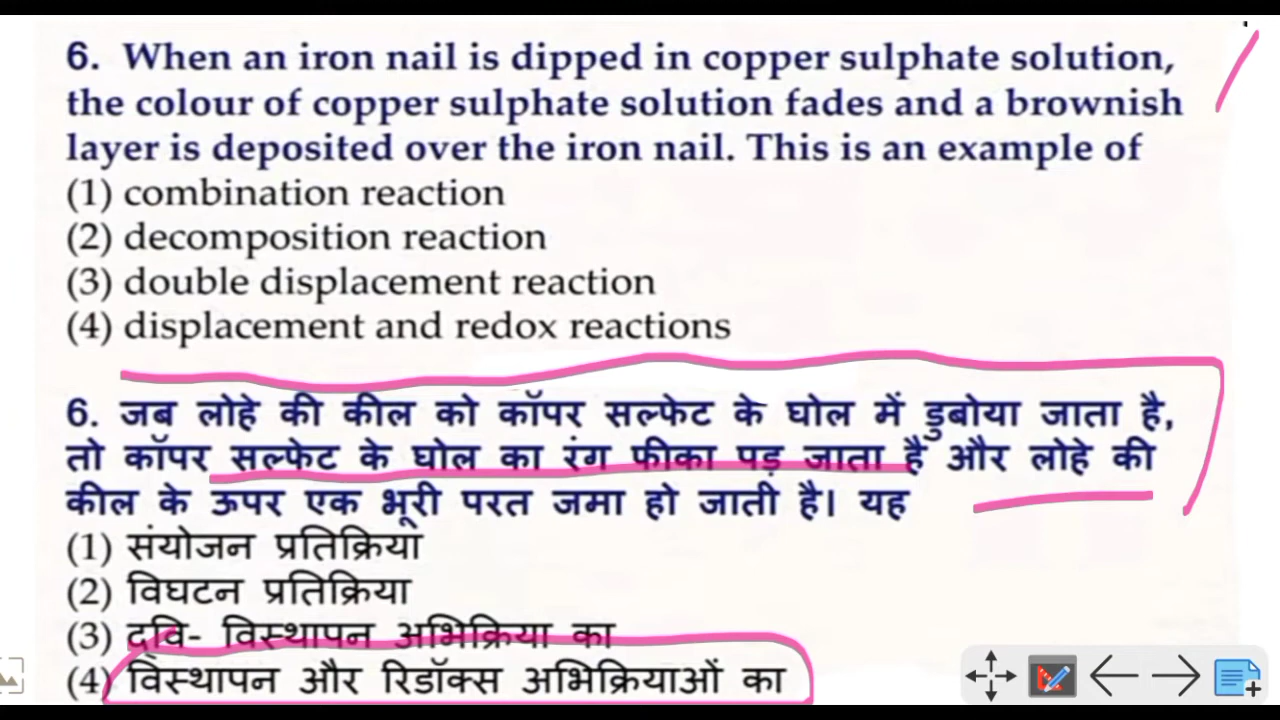 6. When an iron nail is dipped in copper sulphate solution,
the colour of copper sulphate solution fades and a brownish
layer is deposited over the iron nail. This is an example of
(1) combination reaction
(2) decomposition reaction
(3) double displacement reaction
(4) displacement and redox reactions
6. जब लोहे की कील को कॉपर सल्फेट के घोल में डुबोया जाता है,
तो कॉपर सल्फेट के घोल का रंग फीका पड़ जाता है और लोहे की
कील के ऊपर एक भूरी परत जमा हो जाती है। यह
(1) संयोजन प्रतिक्रिया
(2) विघटन प्रतिक्रिया
(3) द्वि- विस्थापन अभिक्रिया का
(4) विस्थापन और रिडॉक्स अभिक्रियाओं का